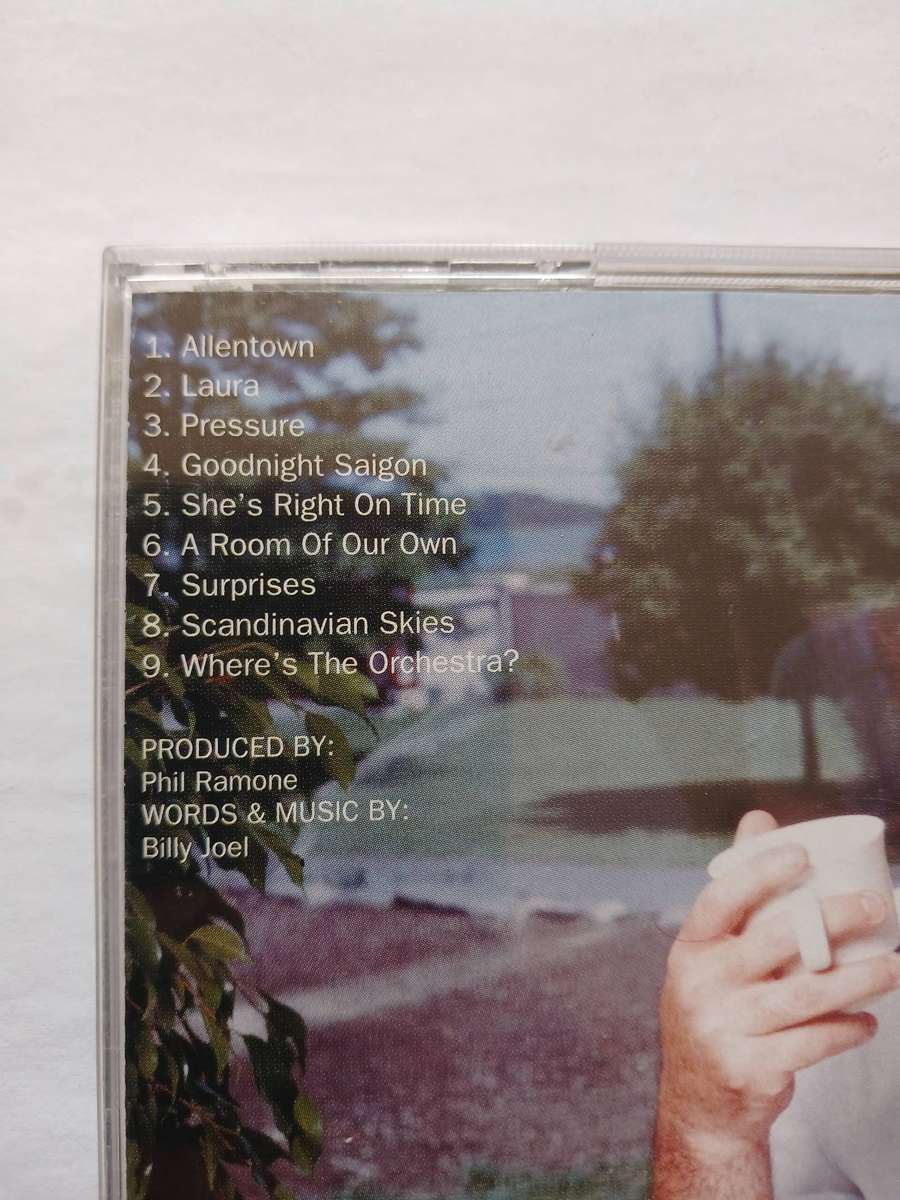 1. Allentown
2. Laura
3. Pressure
4. Goodnight Saigon
5. She's Right On Time
6. A Room Of Our Own
7. Surprises
8. Scandinavian Skies
9. Where's The Orchestra?
PRODUCED BY:
Phil Ramone
WORDS & MUSIC BY:
Billy Joel